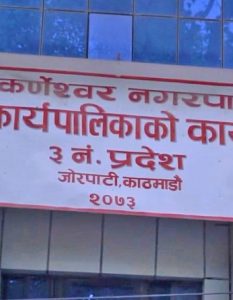 कर्णेश्वर नगरपा
कार्यपालिकाको कार
३ नं. प्रदेश
जोरपाटी,काठमाडौं
२०७३